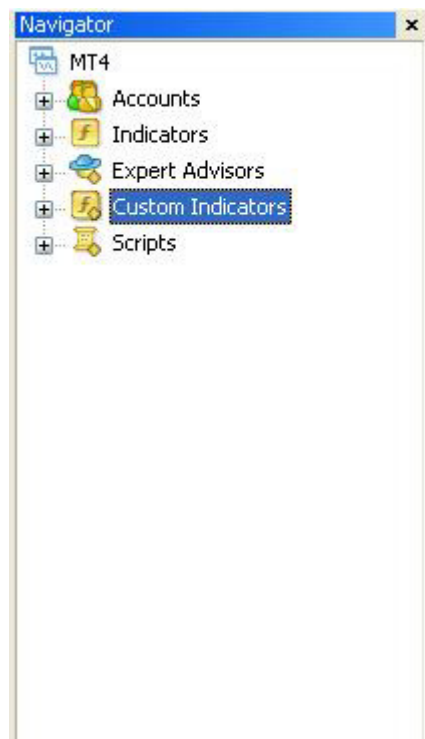 Navigator
MT4
Accounts
Indicators
Expert Advisors
Custom Indicators
Scripts